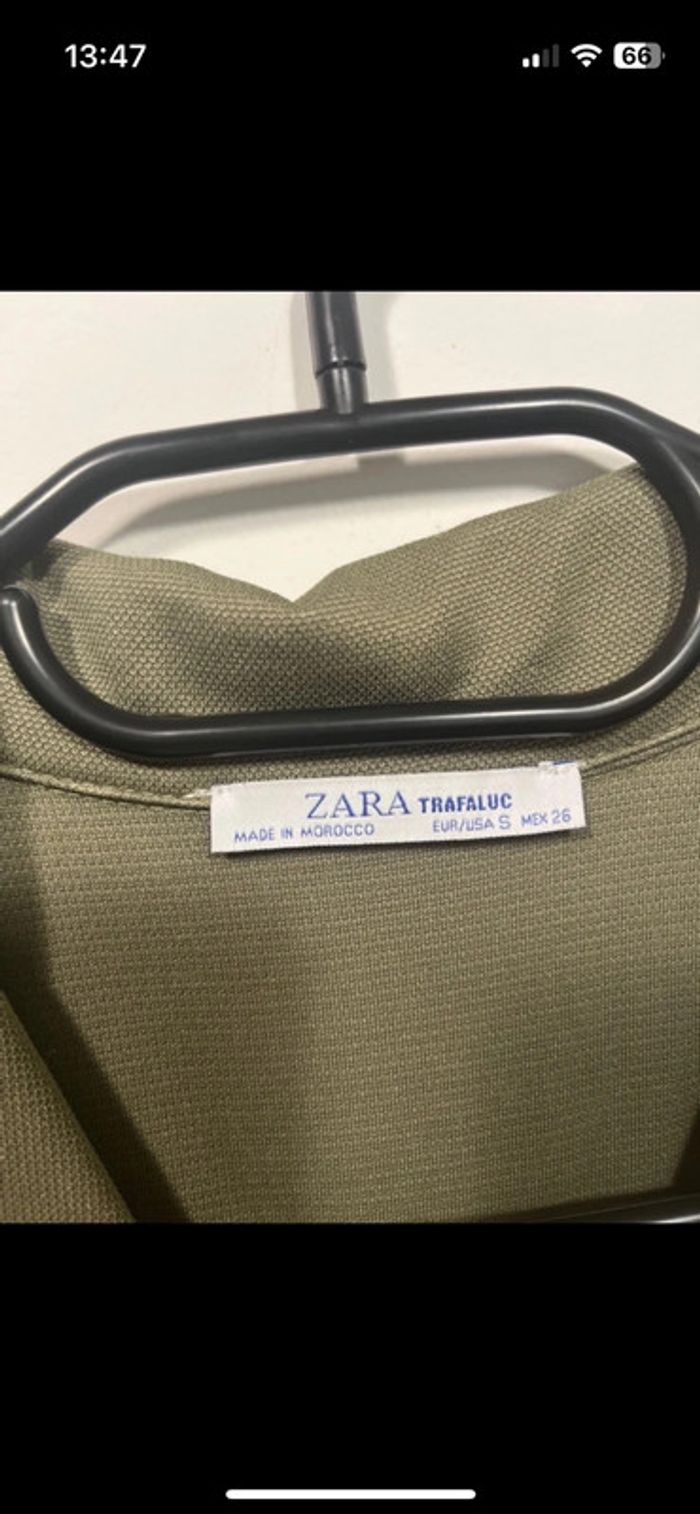 13:47
66
ZARA TRAFALUC
MADE IN MOROCCO EUR/USA S MEX 26